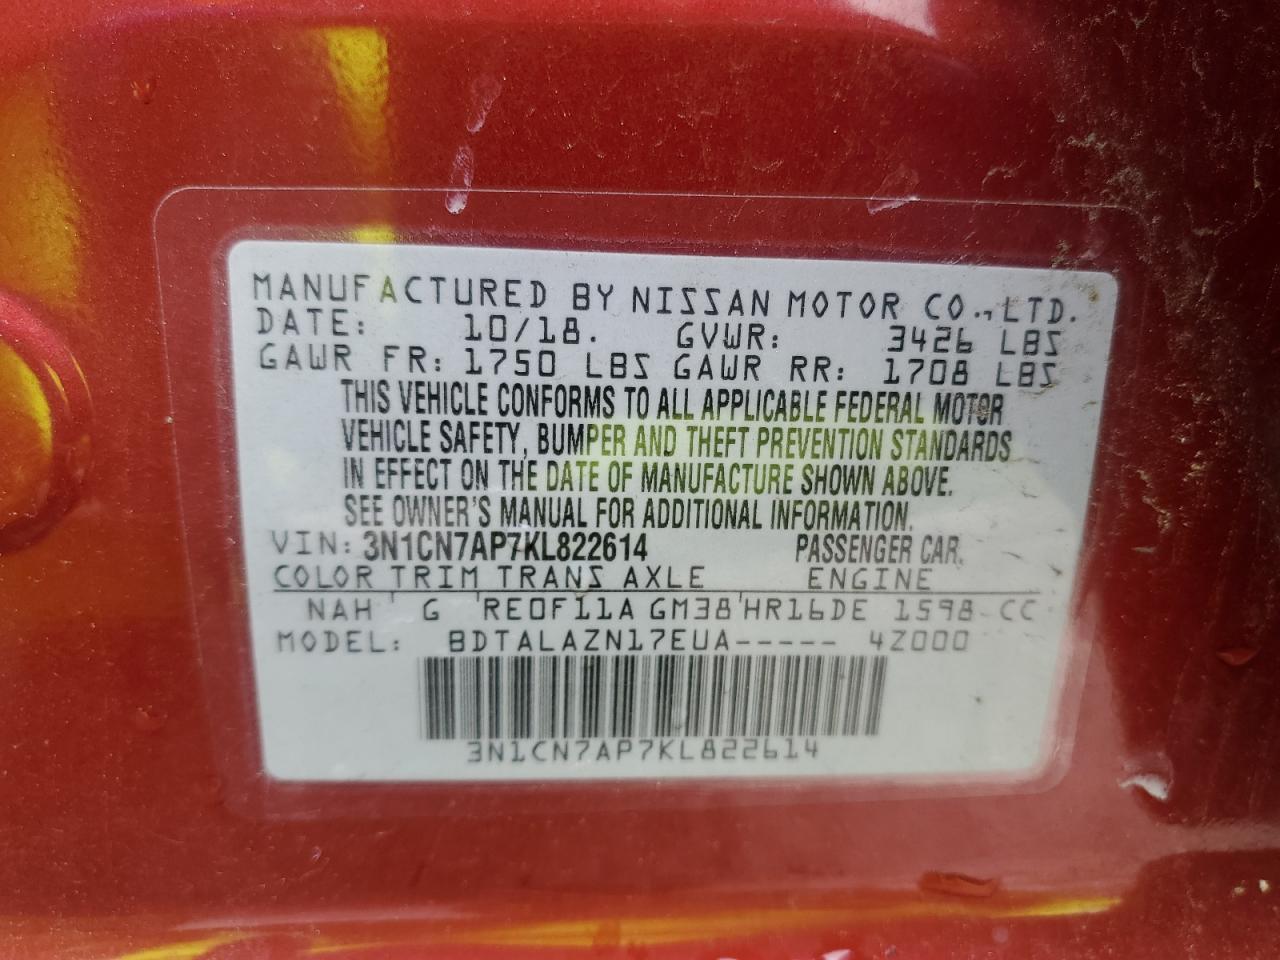 MANUFACTURED BY NISSAN MOTOR CO.,LTD.
DATE: 10/18. GVWR: 3426 LBS
GAWR FR: 1750 LBS GAWR RR: 1708 LBS
THIS VEHICLE CONFORMS TO ALL APPLICABLE FEDERAL MOTOR
VEHICLE SAFETY, BUMPER AND THEFT PREVENTION STANDARDS
IN EFFECT ON THE DATE OF MANUFACTURE SHOWN ABOVE.
SEE OWNER'S MANUAL FOR ADDITIONAL INFORMATION.
VIN: 3N1CN7AP7KL822614 PASSENGER CAR.
COLOR TRIM TRANS AXLE ENGINE
NAH ' G ' RE0F11A GM38 ' HR16DE 1598 CC
MODEL: BDTALAZN17EUA----- 4Z000
3N1CN7AP7KL822614